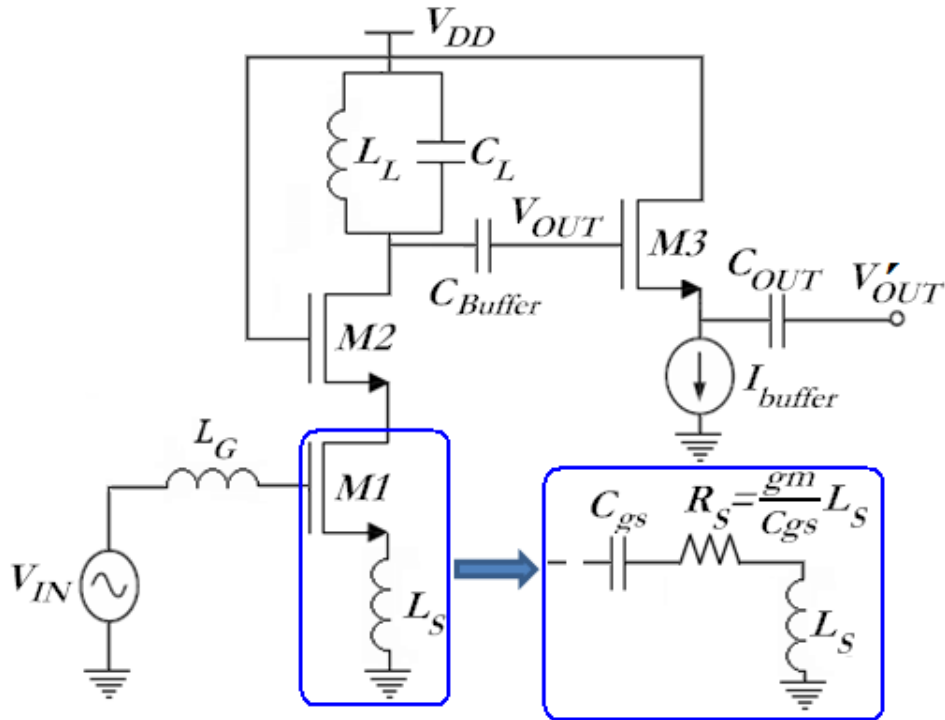 V_DD
L_L
C_L
V_OUT
M3
C_OUT
V'_OUT
C_Buffer
M2
I_buffer
L_G
M1
C_gs
R_S=gm/Cgs L_S
V_IN
L_S
L_S